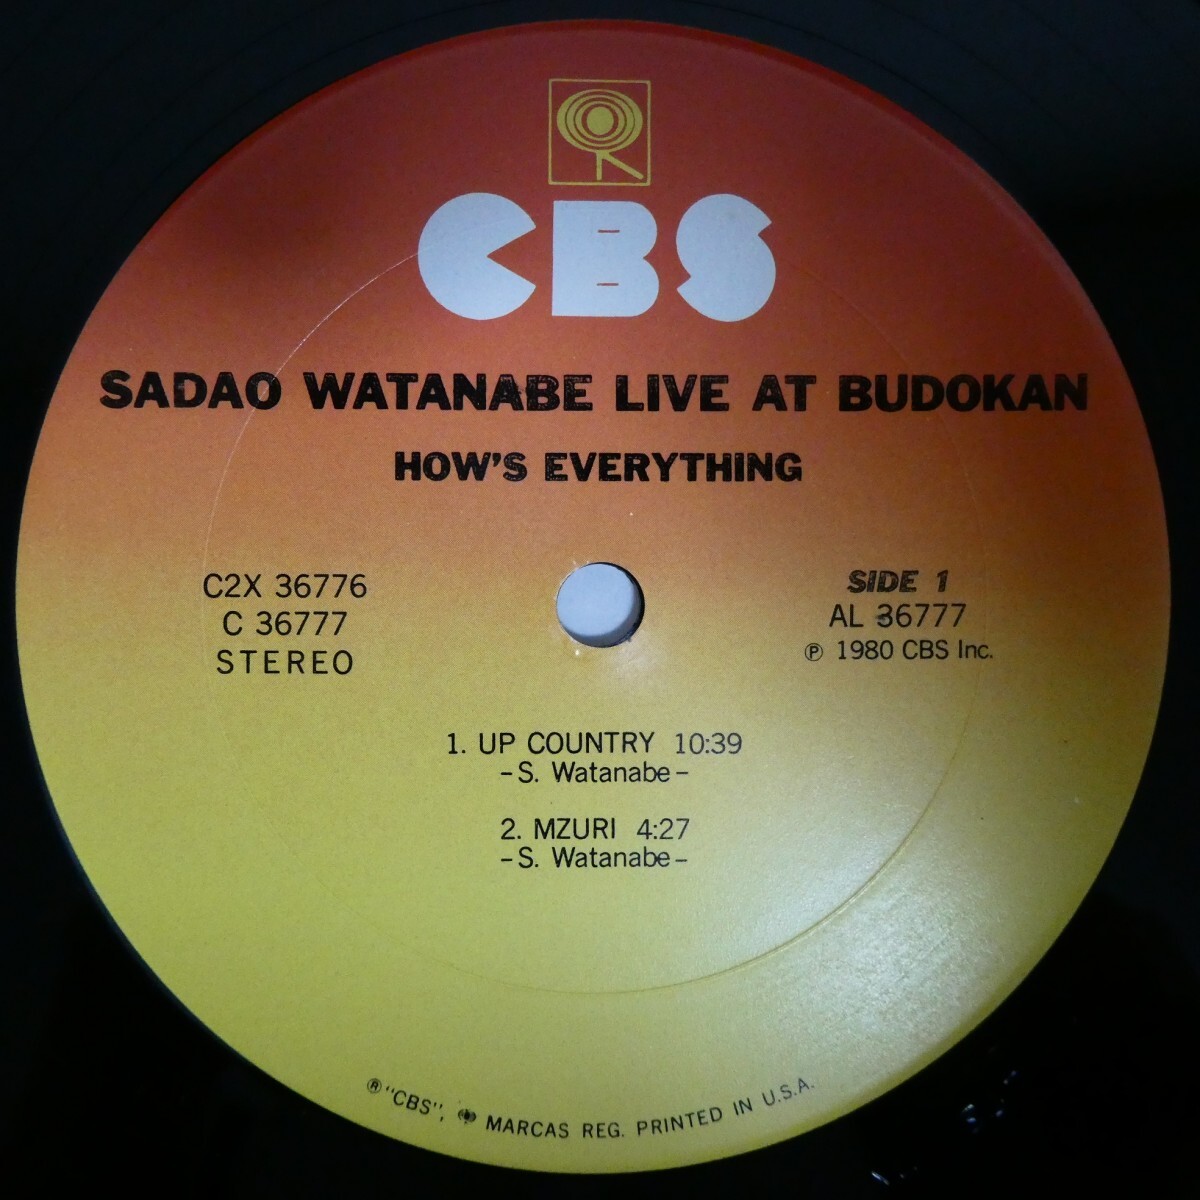 CBS
SADAO WATANABE LIVE AT BUDOKAN
HOW'S EVERYTHING
C2X 36776
C 36777
STEREO
SIDE 1
AL 36777
℗ 1980 CBS Inc.
1. UP COUNTRY 10:39
-S. Watanabe-
2. MZURI 4:27
-S. Watanabe-
® "CBS", MARCAS REG. PRINTED IN U.S.A.